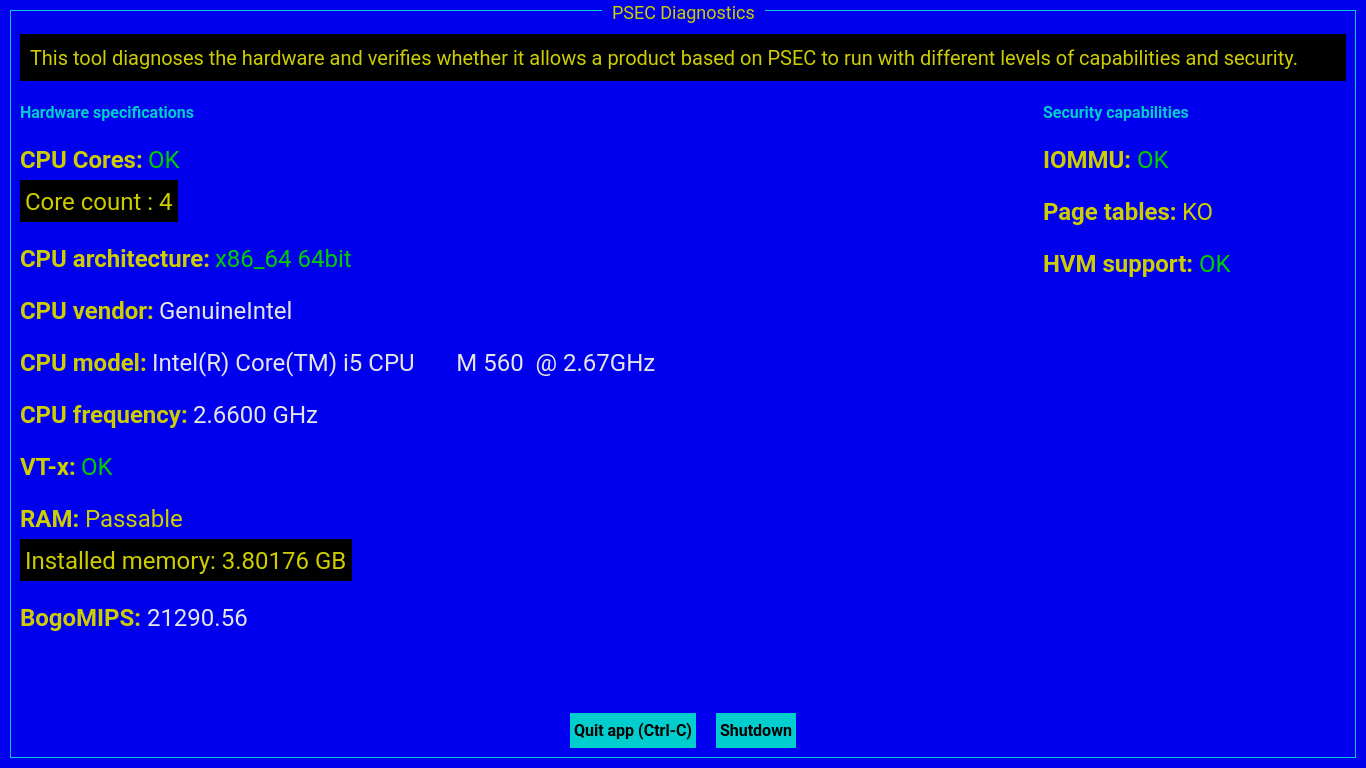 PSEC Diagnostics
This tool diagnoses the hardware and verifies whether it allows a product based on PSEC to run with different levels of capabilities and security.
Hardware specifications
CPU Cores: OK
Core count : 4
CPU architecture: x86_64 64bit
CPU vendor: GenuineIntel
CPU model: Intel(R) Core(TM) i5 CPU       M 560  @ 2.67GHz
CPU frequency: 2.6600 GHz
VT-x: OK
RAM: Passable
Installed memory: 3.80176 GB
BogoMIPS: 21290.56
Security capabilities
IOMMU: OK
Page tables: KO
HVM support: OK
Quit app (Ctrl-C)
Shutdown